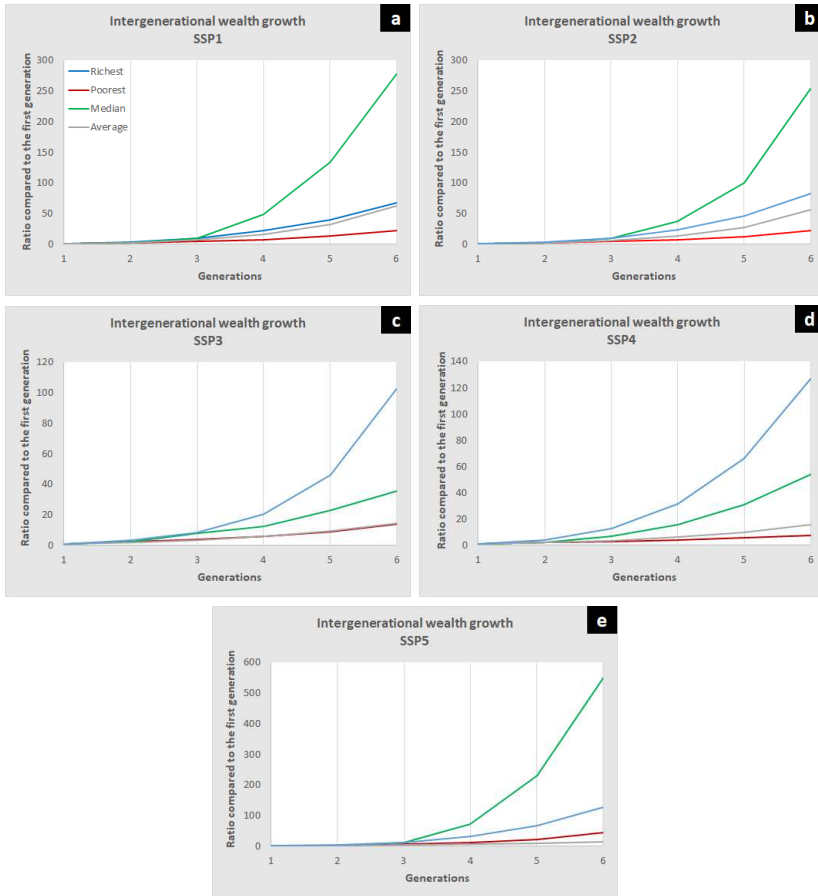 Intergenerational wealth growth
SSP1
a
Ratio compared to the first generation
300
250
200
150
100
50
0
Richest
Poorest
Median
Average
1 2 3 4 5 6
Generations
Intergenerational wealth growth
SSP2
b
Ratio compared to the first generation
300
250
200
150
100
50
0
1 2 3 4 5 6
Generations
Intergenerational wealth growth
SSP3
c
Ratio compared to the first generation
120
100
80
60
40
20
0
1 2 3 4 5 6
Generations
Intergenerational wealth growth
SSP4
d
Ratio compared to the first generation
140
120
100
80
60
40
20
0
1 2 3 4 5 6
Generations
Intergenerational wealth growth
SSP5
e
Ratio compared to the first generation
600
500
400
300
200
100
0
1 2 3 4 5 6
Generations